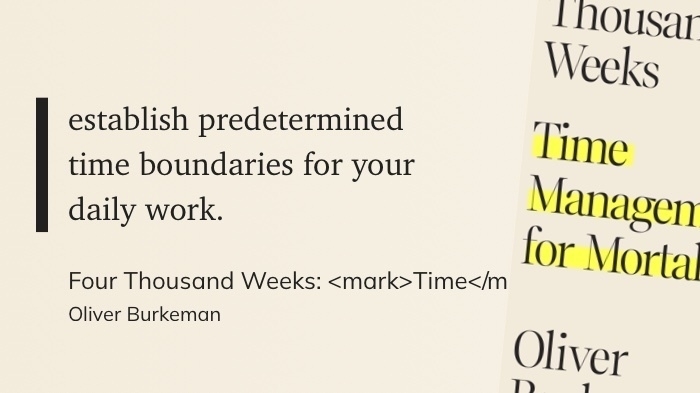 establish predetermined
time boundaries for your
daily work.
Four Thousand Weeks: <mark>Time</m
Oliver Burkeman
Thousan
Weeks
Time
Managem
for Mortal
Oliver